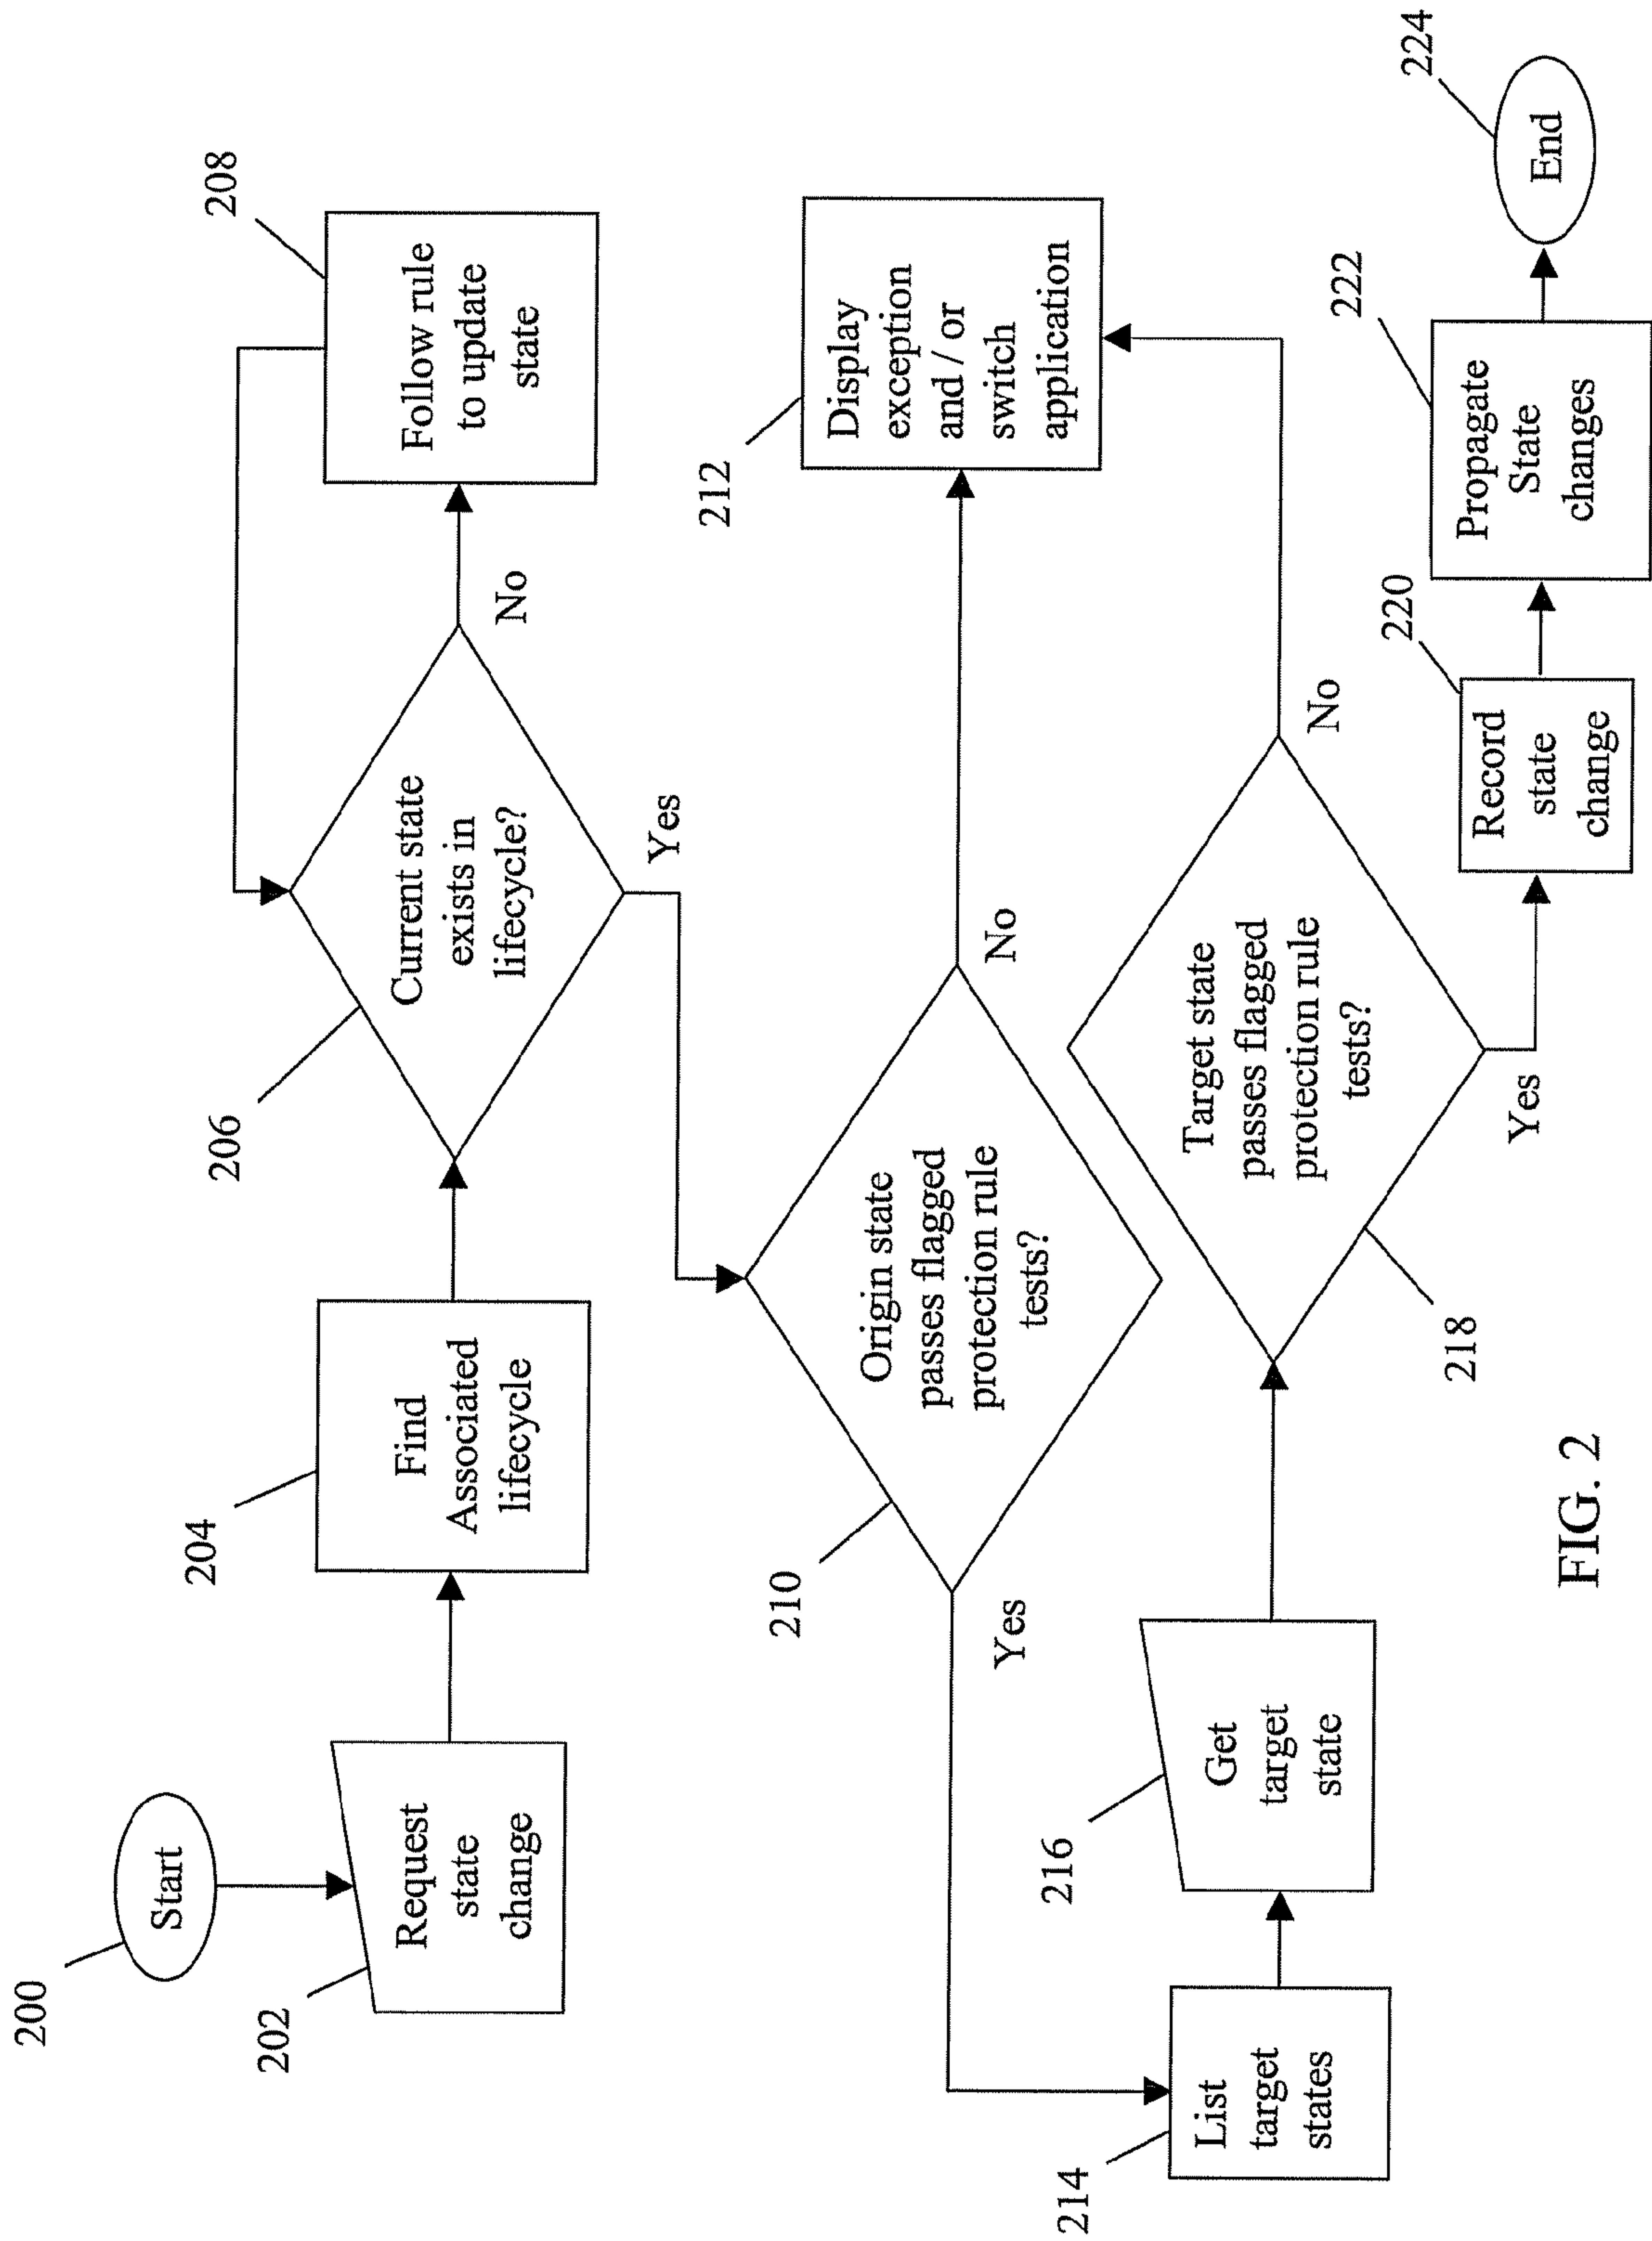 200
Start
202
Request
state
change
204
Find
Associated
lifecycle
206
Current state
exists in
lifecycle?
No
Yes
208
Follow rule
to update
state
210
Origin state
passes flagged
protection rule
tests?
No
Yes
212
Display
exception
and / or
switch
application
214
List
target
states
216
Get
target
state
218
Target state
passes flagged
protection rule
tests?
No
Yes
220
Record
state
change
222
Propagate
State
changes
224
End
FIG. 2